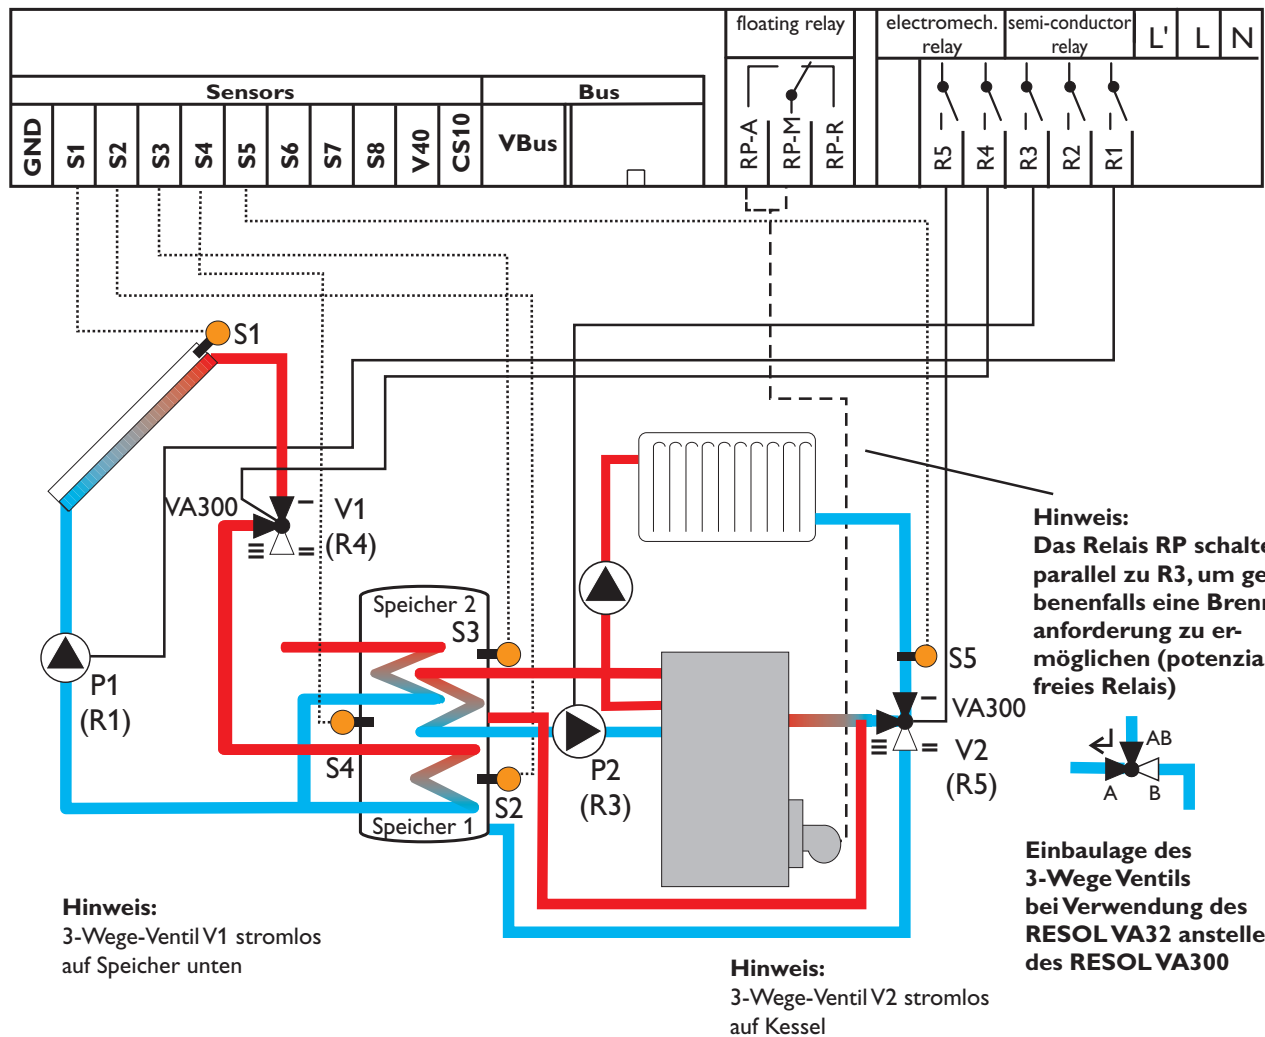 floating relay
electromech.
relay
semi-conductor
relay
L'
L
N
Sensors
Bus
GND
S1
S2
S3
S4
S5
S6
S7
S8
V40
CS10
VBus
RP-A
RP-M
RP-R
R5
R4
R3
R2
R1
S1
VA300
V1
(R4)
Speicher 2
S3
P1
(R1)
S4
S2
Speicher 1
P2
(R3)
S5
VA300
V2
(R5)
Hinweis:
Das Relais RP schalte
parallel zu R3, um ge
benenfalls eine Brenn
anforderung zu er-
möglichen (potenzia
freies Relais)
AB
A
B
Einbaulage des
3-Wege Ventils
bei Verwendung des
RESOL VA32 anstelle
des RESOL VA300
Hinweis:
3-Wege-Ventil V1 stromlos
auf Speicher unten
Hinweis:
3-Wege-Ventil V2 stromlos
auf Kessel